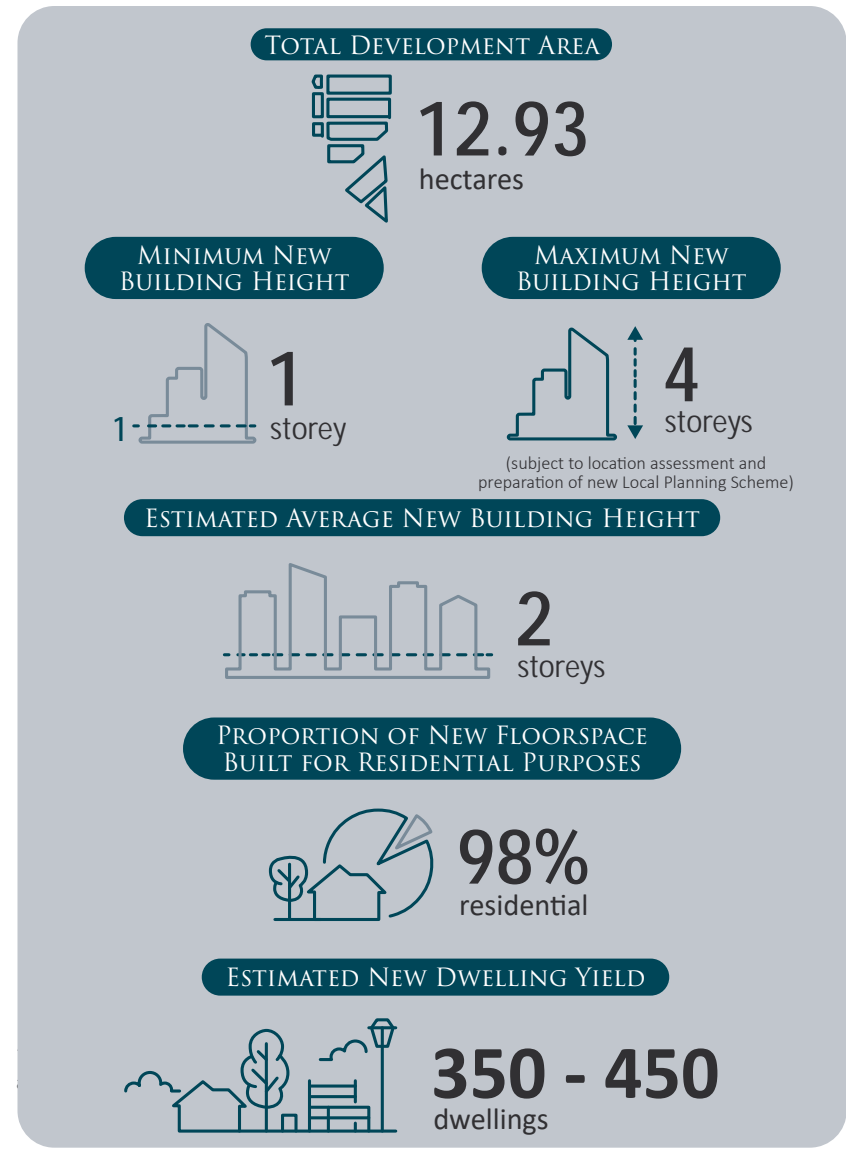 TOTAL DEVELOPMENT AREA
12.93
hectares
MINIMUM NEW
BUILDING HEIGHT
1
1
storey
MAXIMUM NEW
BUILDING HEIGHT
4
storeys
(subject to location assessment and
preparation of new Local Planning Scheme)
ESTIMATED AVERAGE NEW BUILDING HEIGHT
2
storeys
PROPORTION OF NEW FLOORSPACE
BUILT FOR RESIDENTIAL PURPOSES
98%
residential
ESTIMATED NEW DWELLING YIELD
350 - 450
dwellings